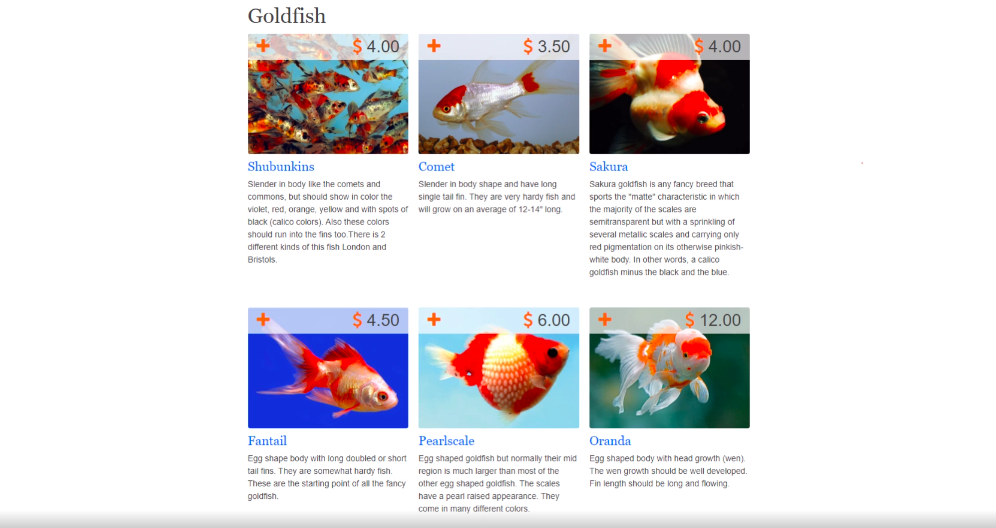 Goldfish
$ 4.00
$ 3.50
$ 4.00
Shubunkins
Slender in body like the comets and
commons, but should show in color the
violet, red, orange, yellow and with spots of
black (calico colors). Also these colors
should run into the fins too.There is 2
different kinds of this fish London and
Bristols.
Comet
Slender in body shape and have long
single tail fin. They are very hardy fish and
will grow on an average of 12-14" long.
Sakura
Sakura goldfish is any fancy breed that
sports the "matte" characteristic in which
the majority of the scales are
semitransparent but with a sprinkling of
several metallic scales and carrying only
red pigmentation on its otherwise pinkish-
white body. In other words, a calico
goldfish minus the black and the blue.
$ 4.50
$ 6.00
$ 12.00
Fantail
Egg shape body with long doubled or short
tail fins. They are somewhat hardy fish.
These are the starting point of all the fancy
goldfish.
Pearlscale
Egg shaped goldfish but normally their mid
region is much larger than most of the
other egg shaped goldfish. The scales
have a pearl raised appearance. They
come in many different colors.
Oranda
Egg shaped body with head growth (wen).
The wen growth should be well developed.
Fin length should be long and flowing.